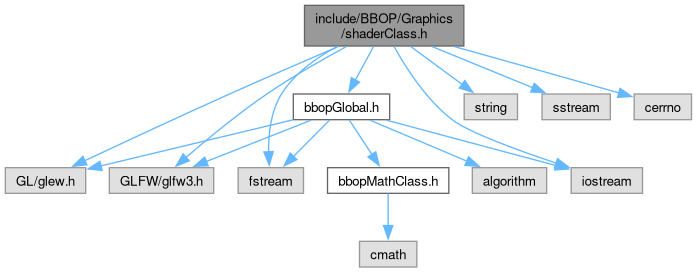 include/BBOP/Graphics
/shaderClass.h
bbopGlobal.h
string
sstream
cerrno
GL/glew.h
GLFW/glfw3.h
fstream
bbopMathClass.h
algorithm
iostream
cmath